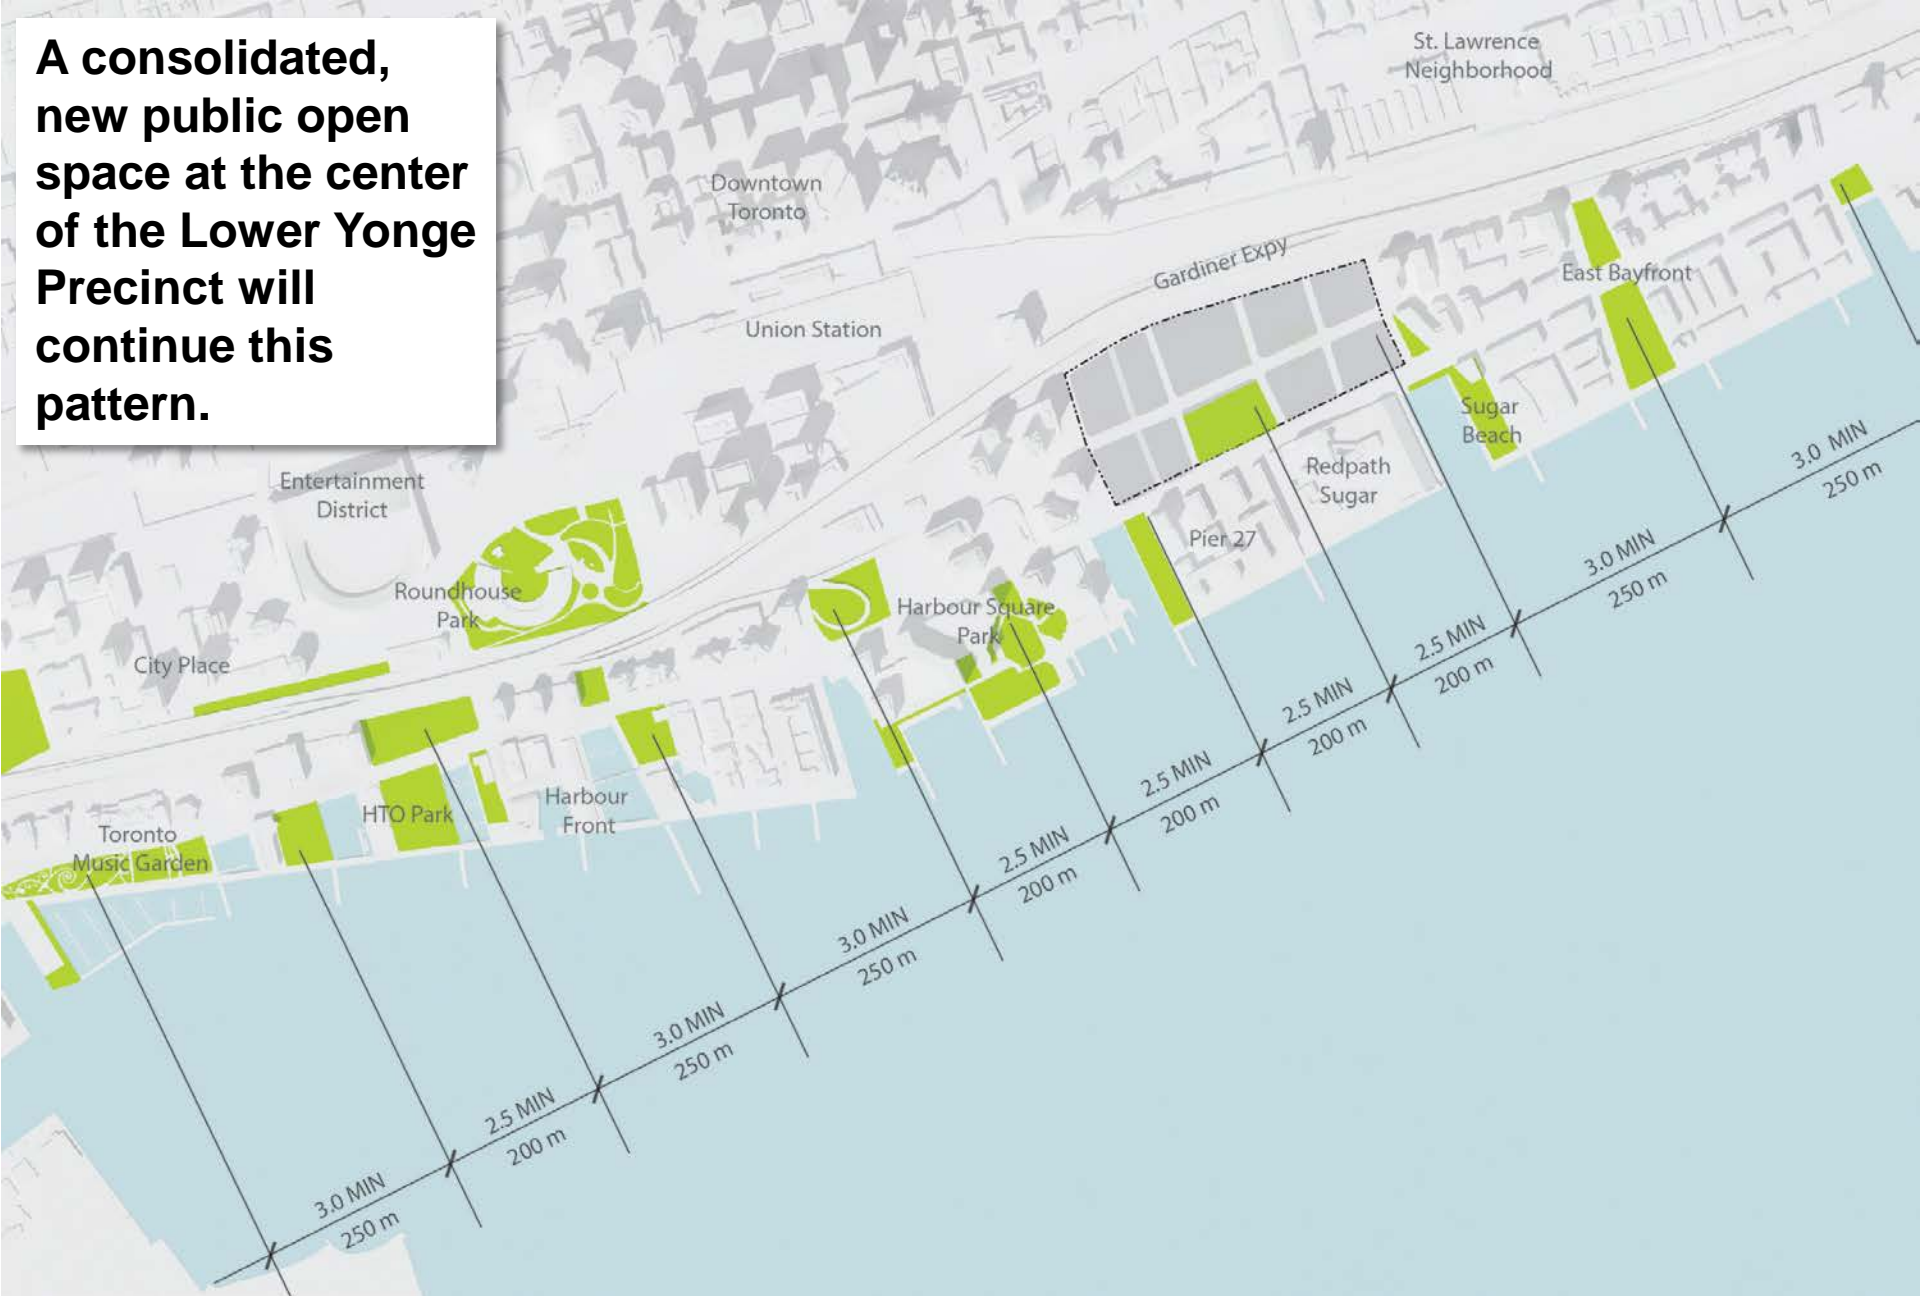 A consolidated,
new public open
space at the center
of the Lower Yonge
Precinct will
continue this
pattern.
St. Lawrence
Neighborhood
Downtown
Toronto
Gardiner Expy
East Bayfront
Union Station
Sugar
Beach
Redpath
Sugar
Entertainment
District
Pier 27
Roundhouse
Park
Harbour Square
Park
City Place
HTO Park
Harbour
Front
Toronto
Music Garden
3.0 MIN
250 m
2.5 MIN
200 m
3.0 MIN
250 m
3.0 MIN
250 m
2.5 MIN
200 m
2.5 MIN
200 m
2.5 MIN
200 m
2.5 MIN
200 m
3.0 MIN
250 m
3.0 MIN
250 m